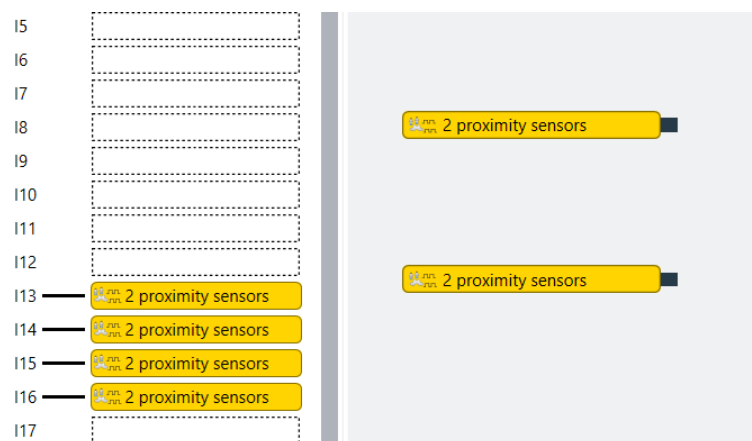 I5
I6
I7
I8
2 proximity sensors
I9
I10
I11
I12
2 proximity sensors
I13 2 proximity sensors
I14 2 proximity sensors
I15 2 proximity sensors
I16 2 proximity sensors
I17